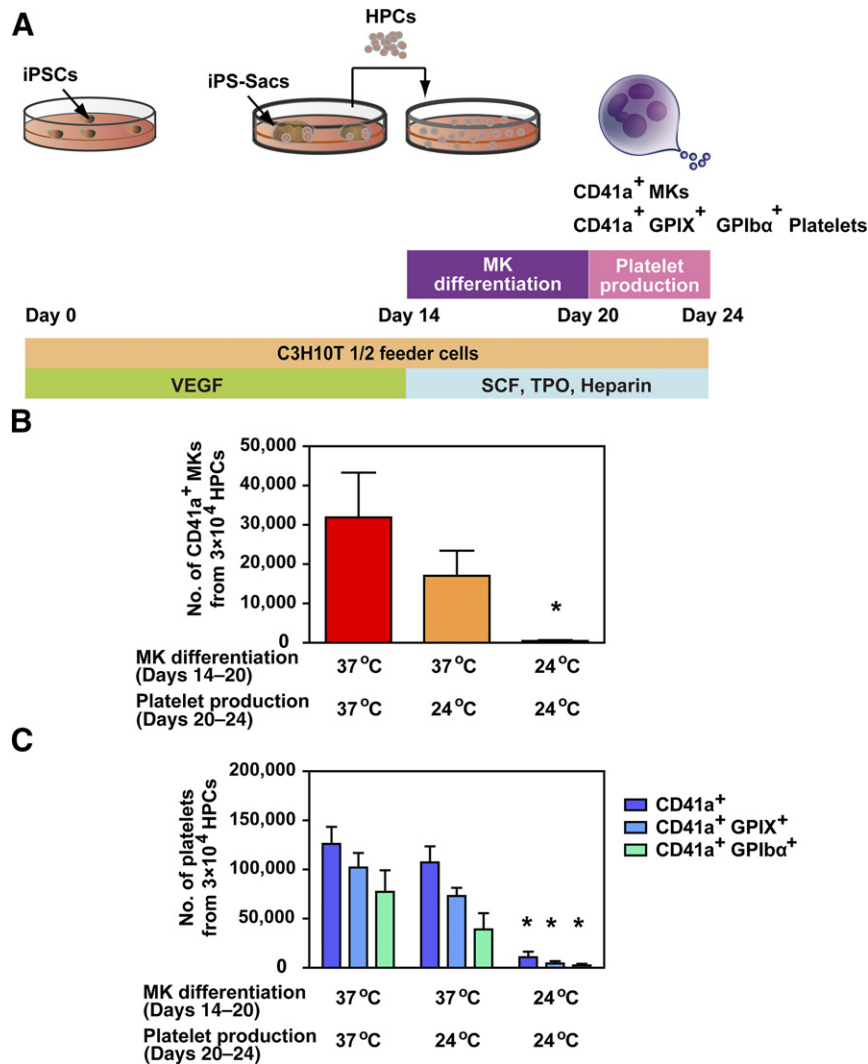 A
HPCs
iPSCs
iPS-Sacs
CD41a+ MKs
CD41a+ GPIX+ GPIbα+ Platelets
MK differentiation
Platelet production
Day 0
Day 14
Day 20
Day 24
C3H10T 1/2 feeder cells
VEGF
SCF, TPO, Heparin
B
No. of CD41a+ MKs
from 3×10^4 HPCs
50,000
40,000
30,000
20,000
10,000
0
*
MK differentiation
(Days 14–20)
37 °C
37 °C
24 °C
Platelet production
(Days 20–24)
37 °C
24 °C
24 °C
C
No. of platelets
from 3×10^4 HPCs
200,000
150,000
100,000
50,000
0
* * *
CD41a+
CD41a+ GPIX+
CD41a+ GPIbα+
MK differentiation
(Days 14–20)
37 °C
37 °C
24 °C
Platelet production
(Days 20–24)
37 °C
24 °C
24 °C